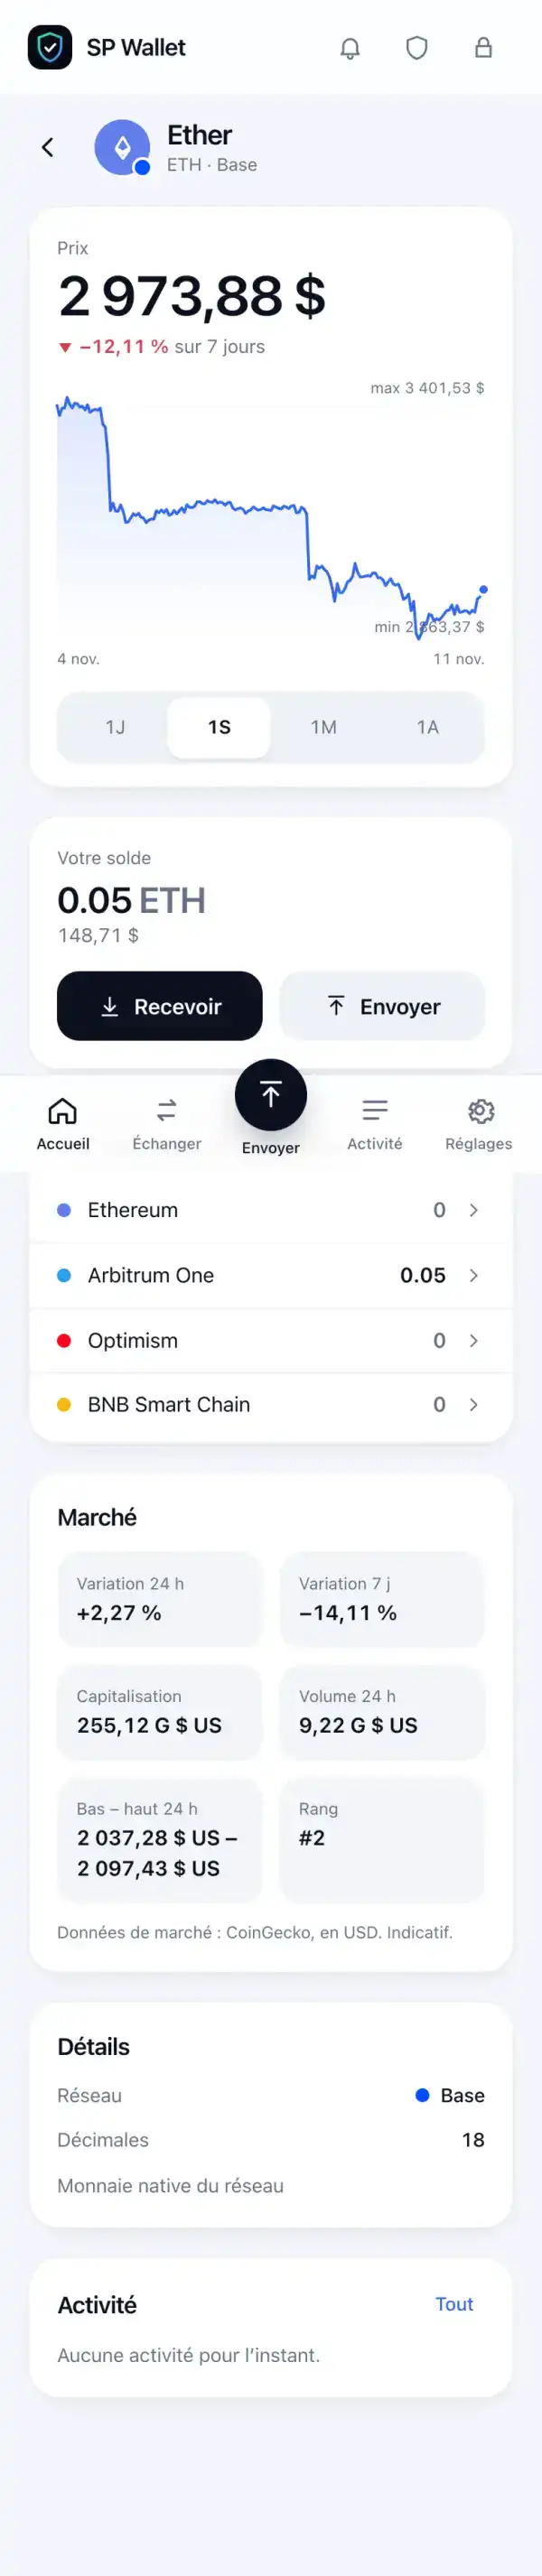 SP Wallet
Ether
ETH · Base
Prix
2 973,88 $
▼ −12,11 % sur 7 jours
max 3 401,53 $
min 2 863,37 $
4 nov.
11 nov.
1J
1S
1M
1A
Votre solde
0.05 ETH
148,71 $
Recevoir
Envoyer
Accueil
Échanger
Envoyer
Activité
Réglages
Ethereum
0
Arbitrum One
0.05
Optimism
0
BNB Smart Chain
0
Marché
Variation 24 h
+2,27 %
Variation 7 j
−14,11 %
Capitalisation
255,12 G $ US
Volume 24 h
9,22 G $ US
Bas – haut 24 h
2 037,28 $ US –
2 097,43 $ US
Rang
#2
Données de marché : CoinGecko, en USD. Indicatif.
Détails
Réseau
Base
Décimales
18
Monnaie native du réseau
Activité
Tout
Aucune activité pour l’instant.